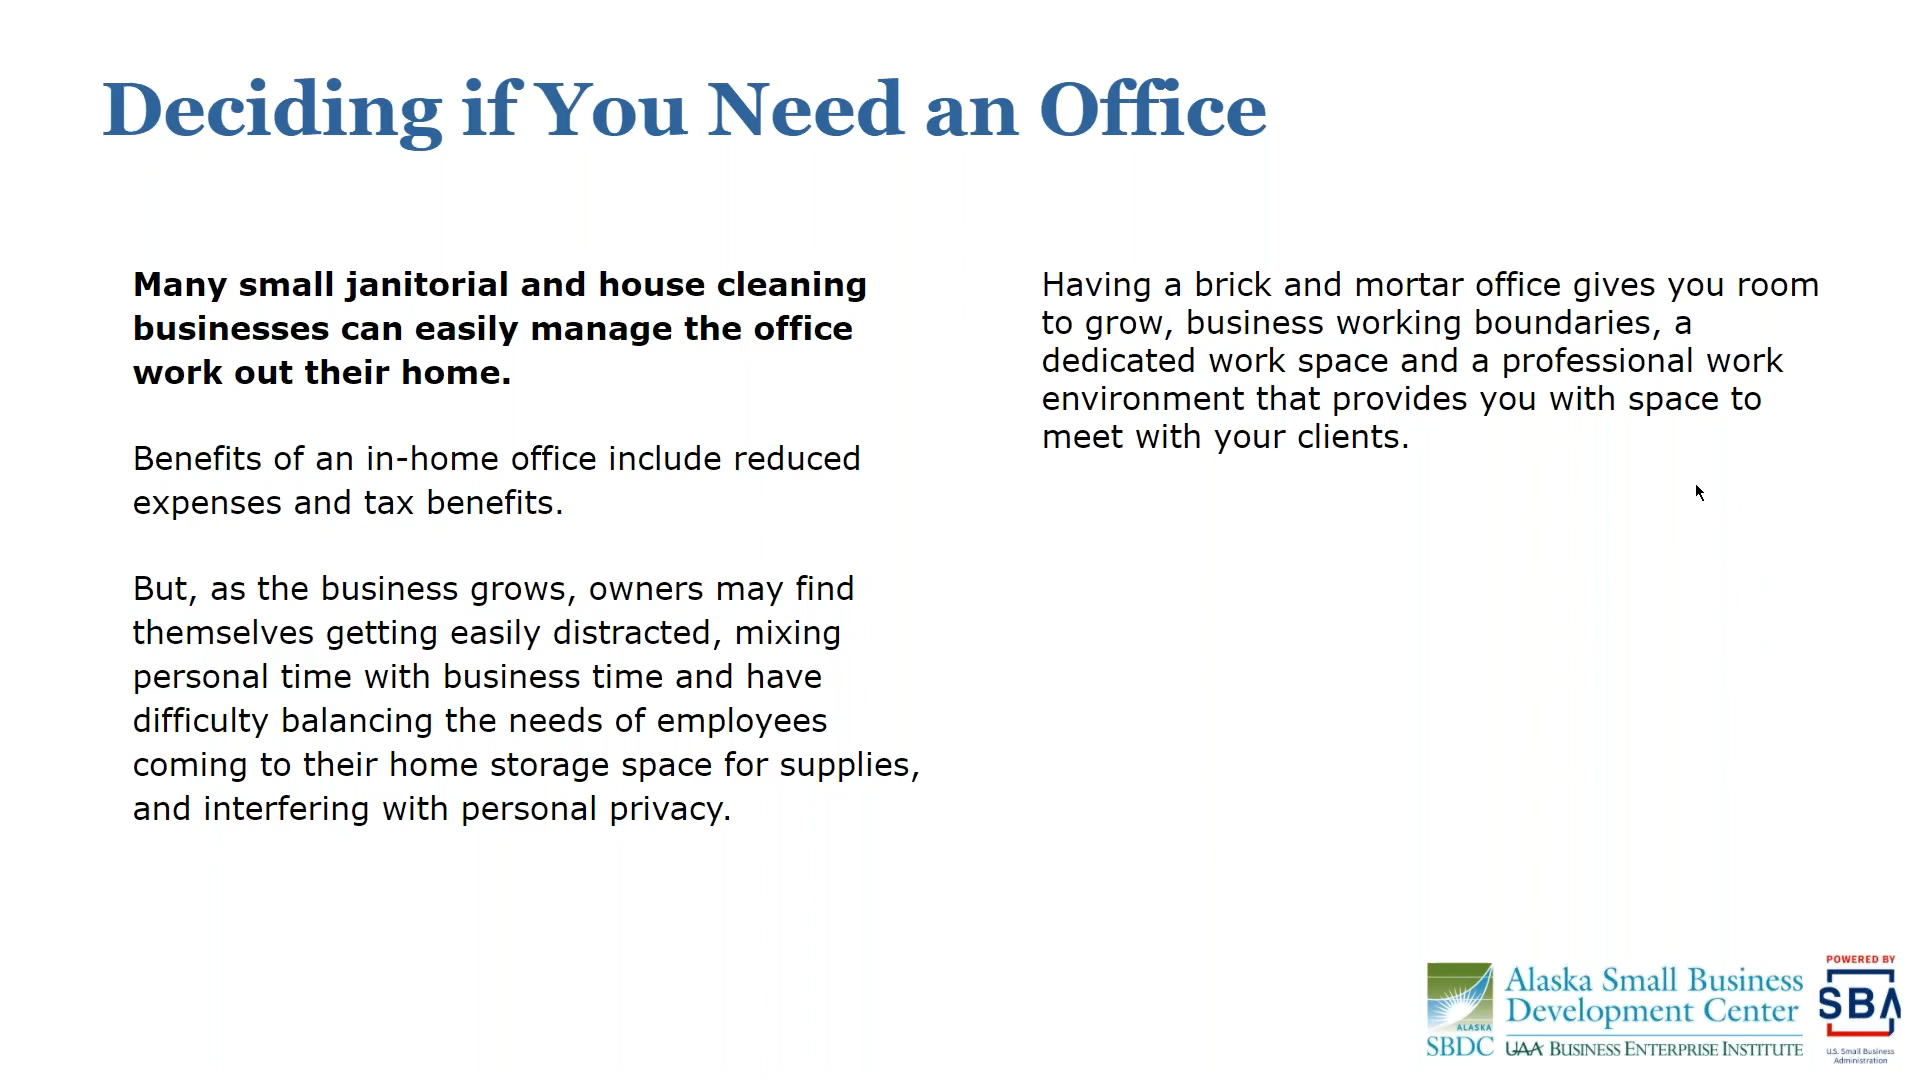 Deciding if You Need an Office
Many small janitorial and house cleaning
businesses can easily manage the office
work out their home.
Benefits of an in-home office include reduced
expenses and tax benefits.
But, as the business grows, owners may find
themselves getting easily distracted, mixing
personal time with business time and have
difficulty balancing the needs of employees
coming to their home storage space for supplies,
and interfering with personal privacy.
Having a brick and mortar office gives you room
to grow, business working boundaries, a
dedicated work space and a professional work
environment that provides you with space to
meet with your clients.
ALASKA
SBDC
Alaska Small Business
Development Center
UAA BUSINESS ENTERPRISE INSTITUTE
POWERED BY
SBA
U.S. Small Business
Administration